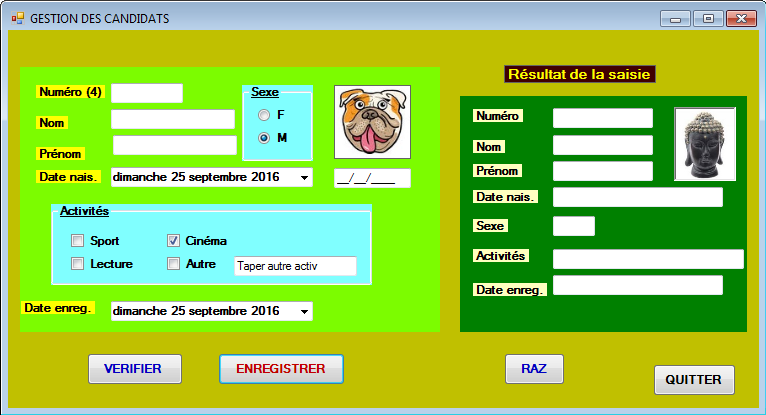 GESTION DES CANDIDATS
Numéro (4)
Nom
Prénom
Sexe
F
M
Date nais.
dimanche 25 septembre 2016
__/__/____
Activités
Sport
Cinéma
Lecture
Autre
Taper autre activ
Date enreg.
dimanche 25 septembre 2016
Résultat de la saisie
Numéro
Nom
Prénom
Date nais.
Sexe
Activités
Date enreg.
VERIFIER
ENREGISTRER
RAZ
QUITTER